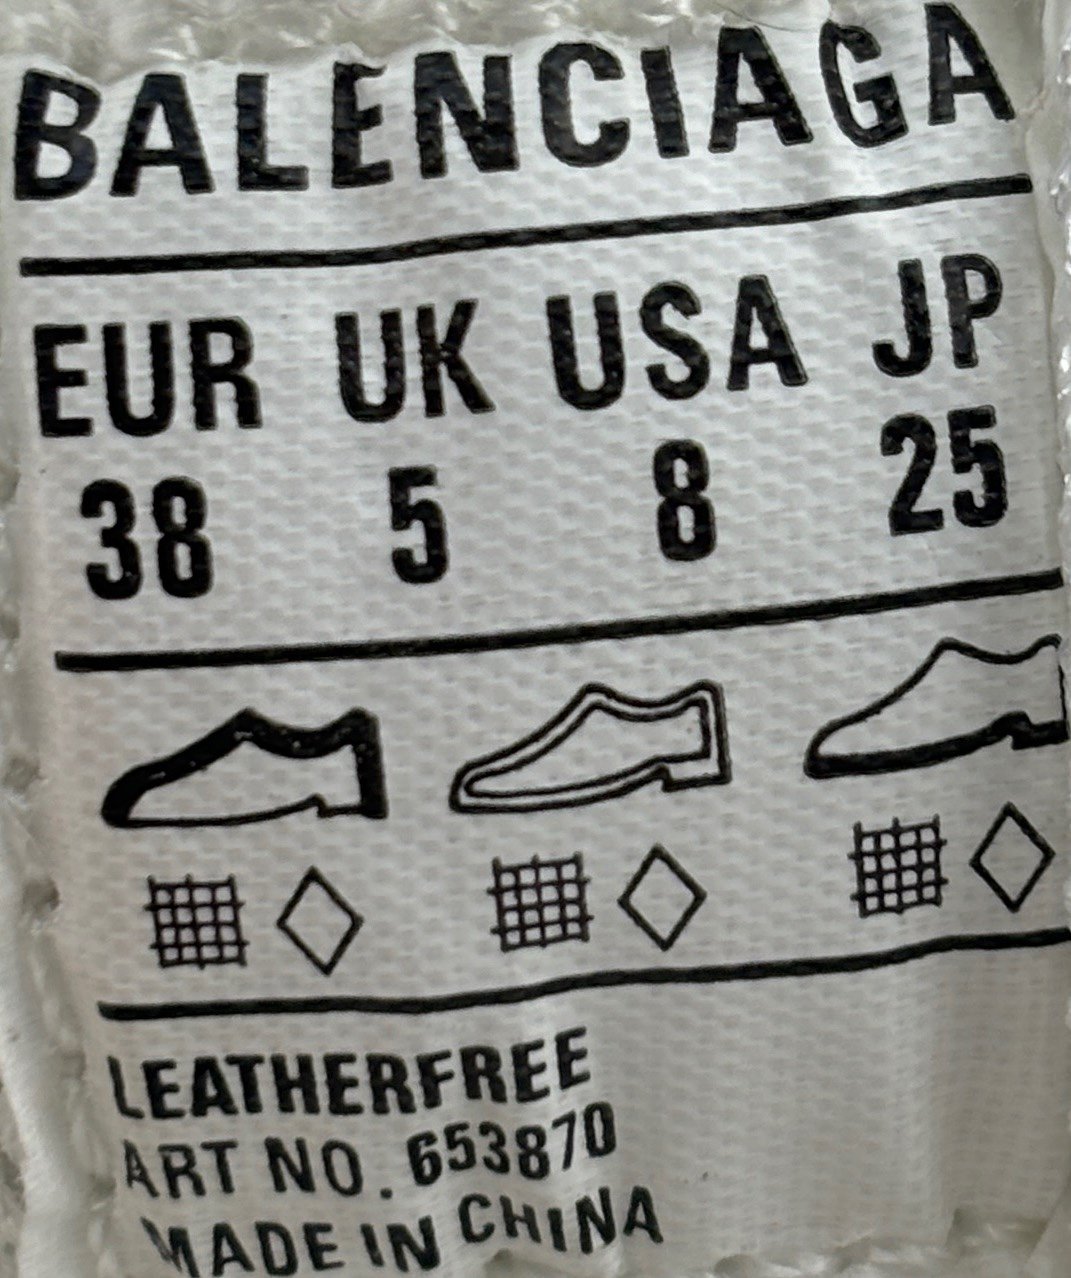 BALENCIAGA
EUR UK USA JP
38 5 8 25
LEATHERFREE
ART NO. 653870
MADE IN CHINA